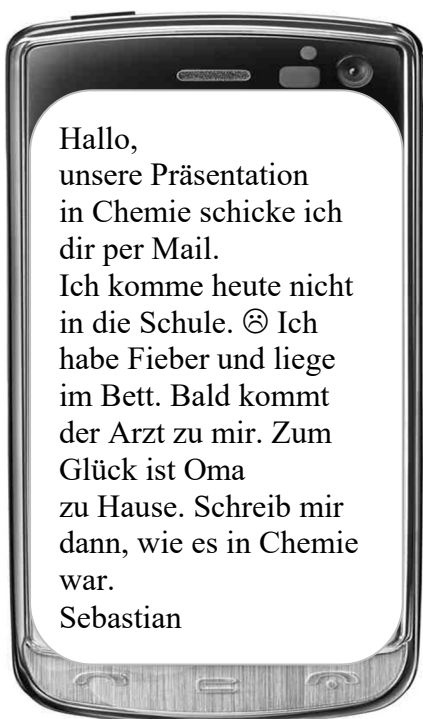 Hallo,
unsere Präsentation
in Chemie schicke ich
dir per Mail.
Ich komme heute nicht
in die Schule. ☹ Ich
habe Fieber und liege
im Bett. Bald kommt
der Arzt zu mir. Zum
Glück ist Oma
zu Hause. Schreib mir
dann, wie es in Chemie
war.
Sebastian